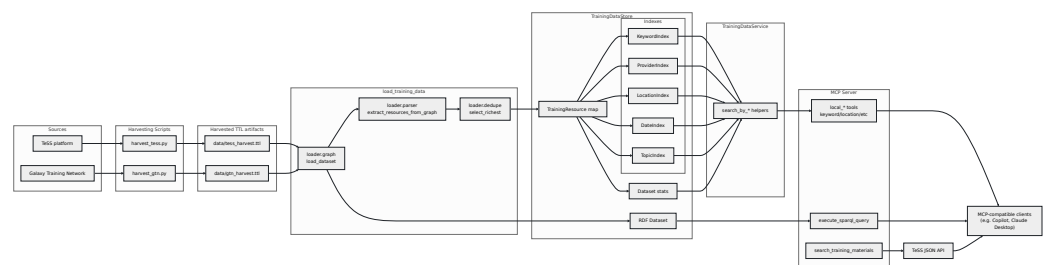 Sources
TeSS platform
Galaxy Training Network
Harvesting Scripts
harvest_tess.py
harvest_gtn.py
Harvested TTL artifacts
data/tess_harvest.ttl
data/gtn_harvest.ttl
load_training_data
loader.graph
load_dataset
loader.parser
extract_resources_from_graph
loader.dedupe
select_richest
TrainingDataStore
TrainingResource map
Indexes
KeywordIndex
ProviderIndex
LocationIndex
DateIndex
TopicIndex
Dataset stats
RDF Dataset
TrainingDataService
search_by_* helpers
MCP Server
local_* tools
keyword/location/etc
execute_sparql_query
search_training_materials
TeSS JSON API
MCP-compatible clients
(e.g. Copilot, Claude
Desktop)